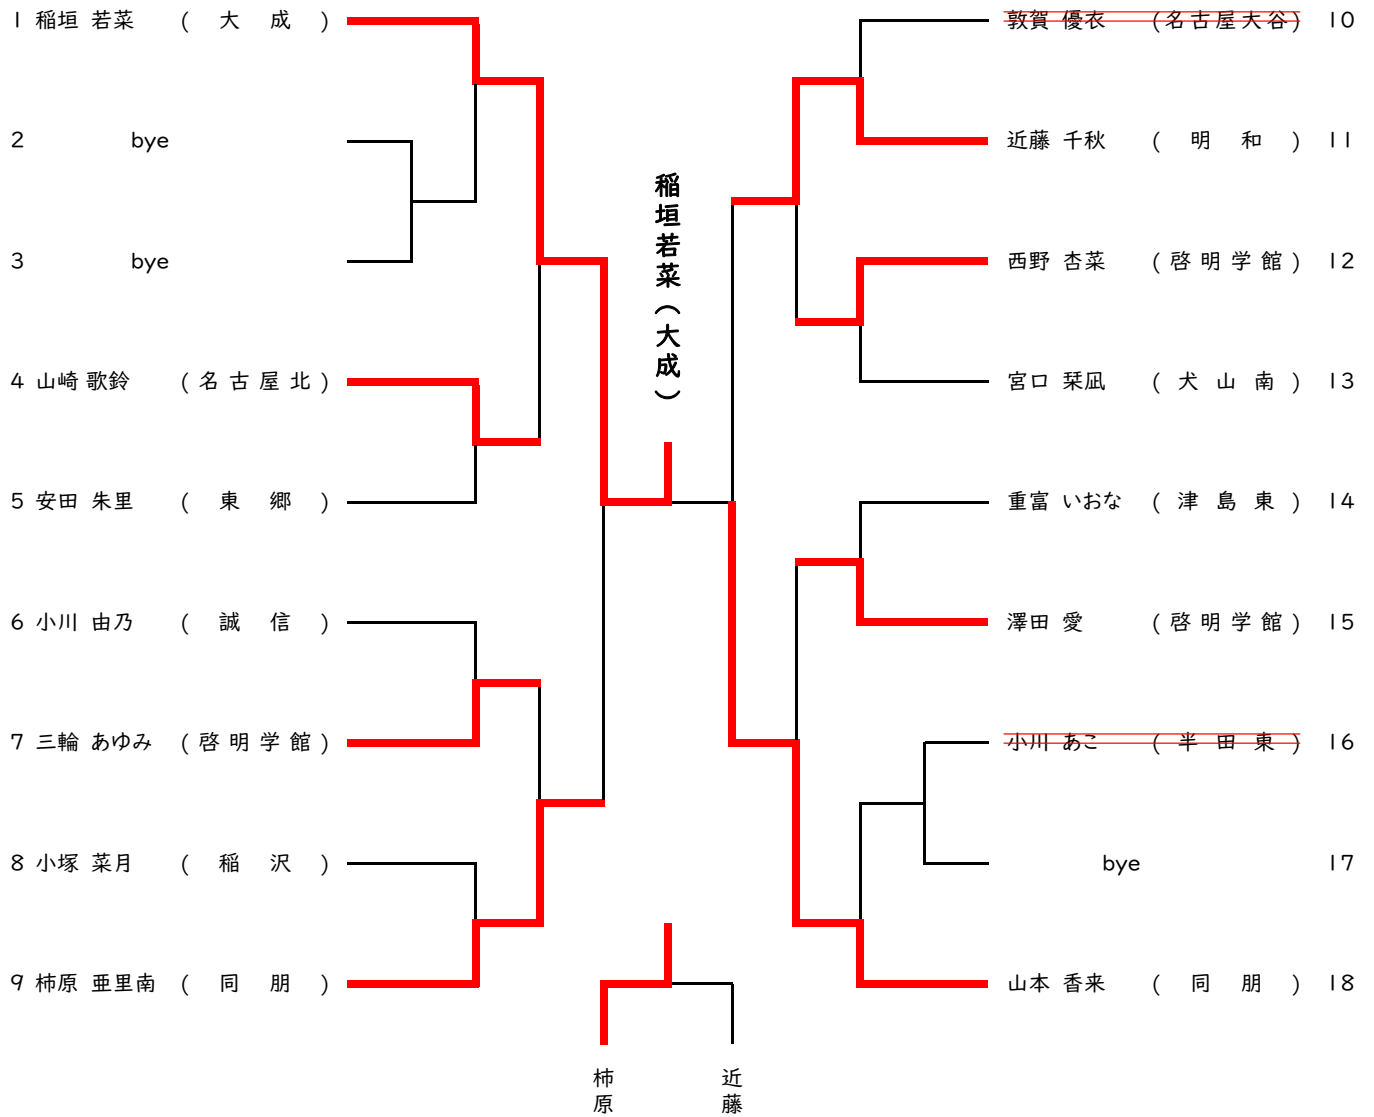 1 稲垣 若菜 ( 大 成 )
2 bye
3 bye
4 山崎 歌鈴 ( 名 古 屋 北 )
5 安田 朱里 ( 東 郷 )
6 小川 由乃 ( 誠 信 )
7 三輪 あゆみ ( 啓 明 学 館 )
8 小塚 菜月 ( 稲 沢 )
9 柿原 亜里南 ( 同 朋 )
稲垣若菜(大成)
柿原
近藤
敦賀 優衣 (名古屋大谷) 10
近藤 千秋 ( 明 和 ) 11
西野 杏菜 ( 啓 明 学 館 ) 12
宮口 栞凪 ( 犬 山 南 ) 13
重富 いおな ( 津 島 東 ) 14
澤田 愛 ( 啓 明 学 館 ) 15
小川 あこ ( 半 田 東 ) 16
bye 17
山本 香来 ( 同 朋 ) 18